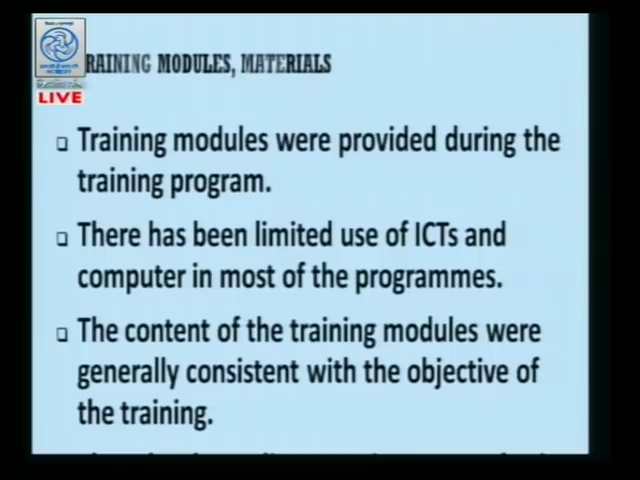 RAINING MODULES, MATERIALS
LIVE
❑ Training modules were provided during the
training program.
❑ There has been limited use of ICTs and
computer in most of the programmes.
❑ The content of the training modules were
generally consistent with the objective of
the training.